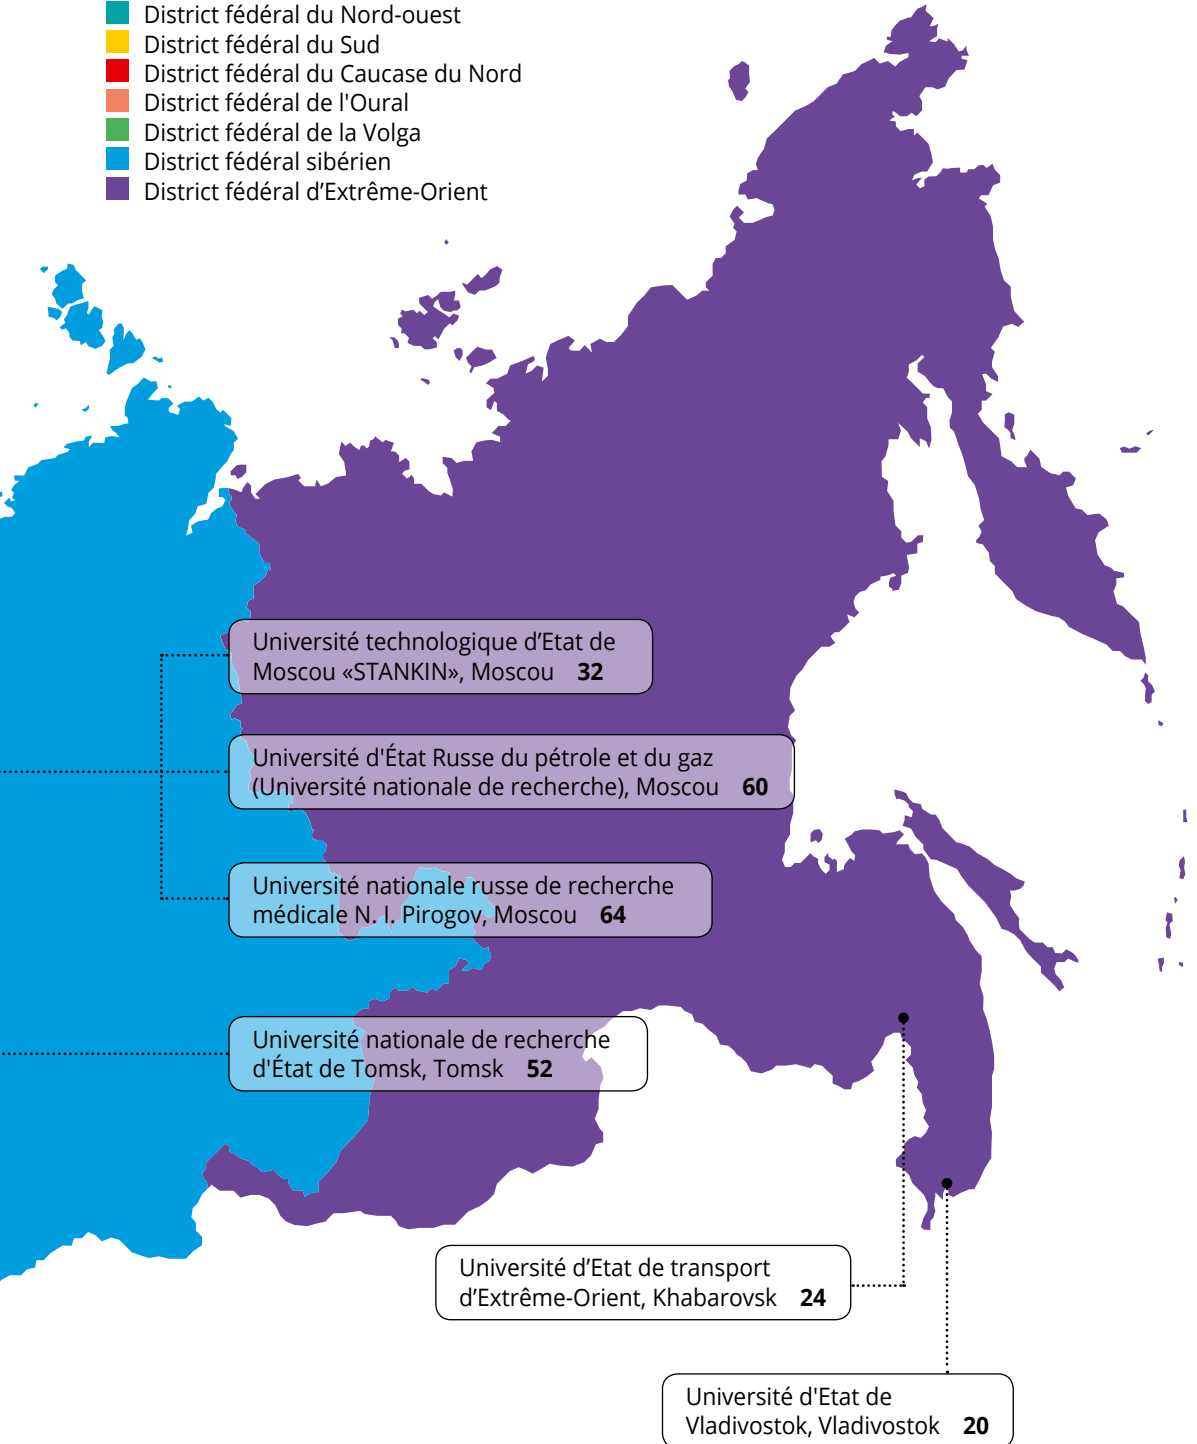 District fédéral du Nord-ouest
District fédéral du Sud
District fédéral du Caucase du Nord
District fédéral de l'Oural
District fédéral de la Volga
District fédéral sibérien
District fédéral d’Extrême-Orient
Université technologique d’Etat de
Moscou «STANKIN», Moscou 32
Université d'État Russe du pétrole et du gaz
(Université nationale de recherche), Moscou 60
Université nationale russe de recherche
médicale N. I. Pirogov, Moscou 64
Université nationale de recherche
d'État de Tomsk, Tomsk 52
Université d’Etat de transport
d’Extrême-Orient, Khabarovsk 24
Université d'Etat de
Vladivostok, Vladivostok 20